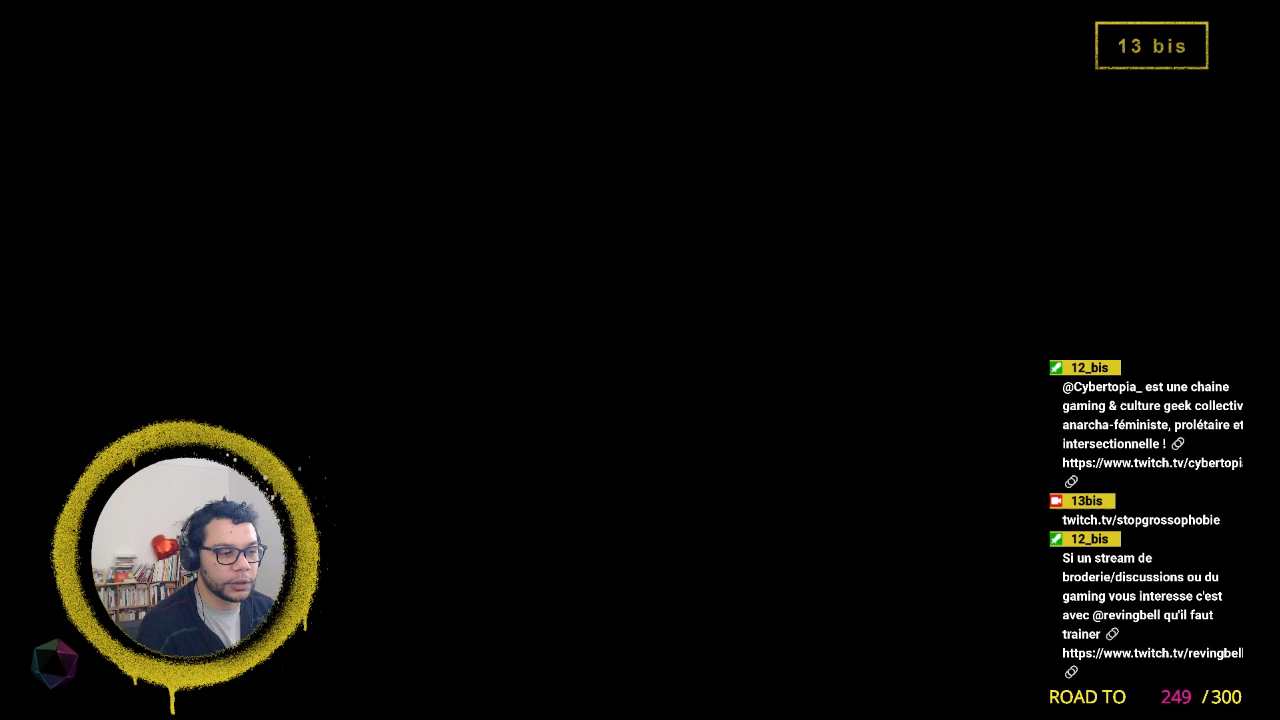 13 bis
12_bis
@Cybertopia_ est une chaine
gaming & culture geek collectiv
anarcha-féministe, prolétaire et
intersectionnelle !
https://www.twitch.tv/cybertopi
13bis
twitch.tv/stopgrossophobie
12_bis
Si un stream de
broderie/discussions ou du
gaming vous interesse c'est
avec @revingbell qu'il faut
trainer
https://www.twitch.tv/revingbell
ROAD TO 249 / 300